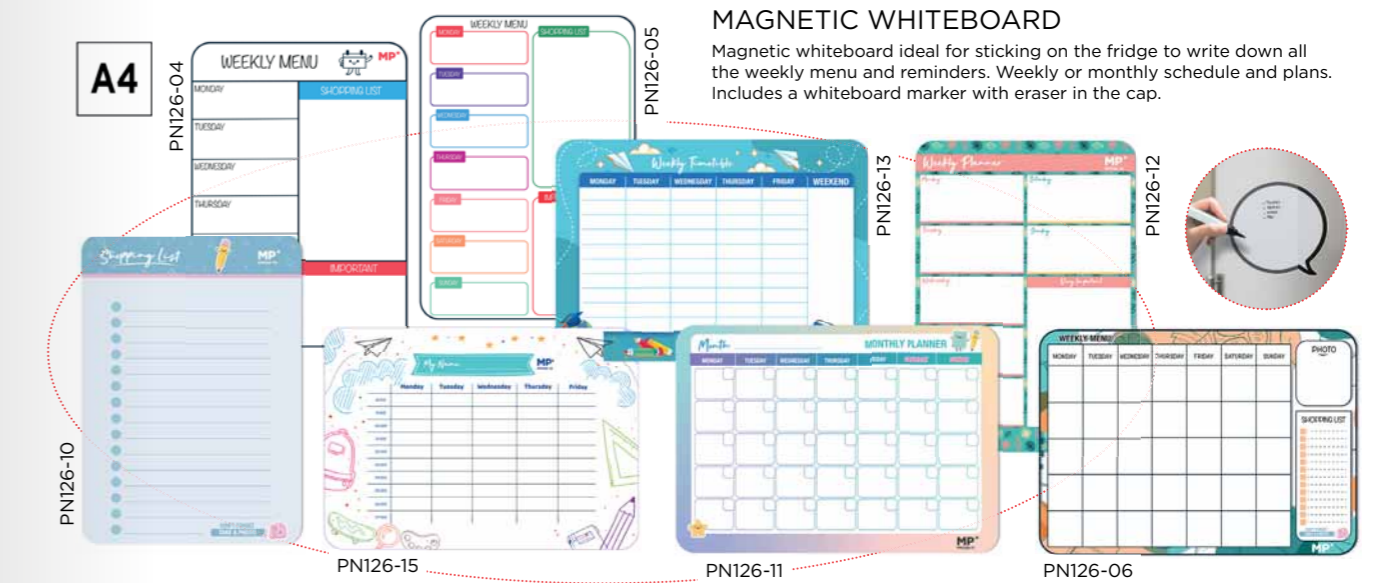 MAGNETIC WHITEBOARD
Magnetic whiteboard ideal for sticking on the fridge to write down all
the weekly menu and reminders. Weekly or monthly schedule and plans.
Includes a whiteboard marker with eraser in the cap.
A4
PN126-04
WEEKLY MENU
MP
MONDAY
TUESDAY
WEDNESDAY
THURSDAY
SHOPPING LIST
IMPORTANT
PN126-05
WEEKLY MENU
MONDAY
TUESDAY
WEDNESDAY
THURSDAY
FRIDAY
SATURDAY
SUNDAY
SHOPPING LIST
PN126-13
Weekly Timetable
MONDAY TUESDAY WEDNESDAY THURSDAY FRIDAY WEEKEND
PN126-12
Weekly Planner
MP
Monday
Tuesday
Wednesday
Saturday
Sunday
Very Important
PN126-10
Shopping List
MP
PN126-15
My Name
MP
Monday Tuesday Wednesday Thursday Friday
PN126-11
Month:
MONTHLY PLANNER
MONDAY TUESDAY WEDNESDAY THURSDAY FRIDAY
MP
PN126-06
WEEKLY MENU
MONDAY TUESDAY WEDNESDAY THURSDAY FRIDAY SATURDAY SUNDAY
PHOTO
SHOPPING LIST
MP